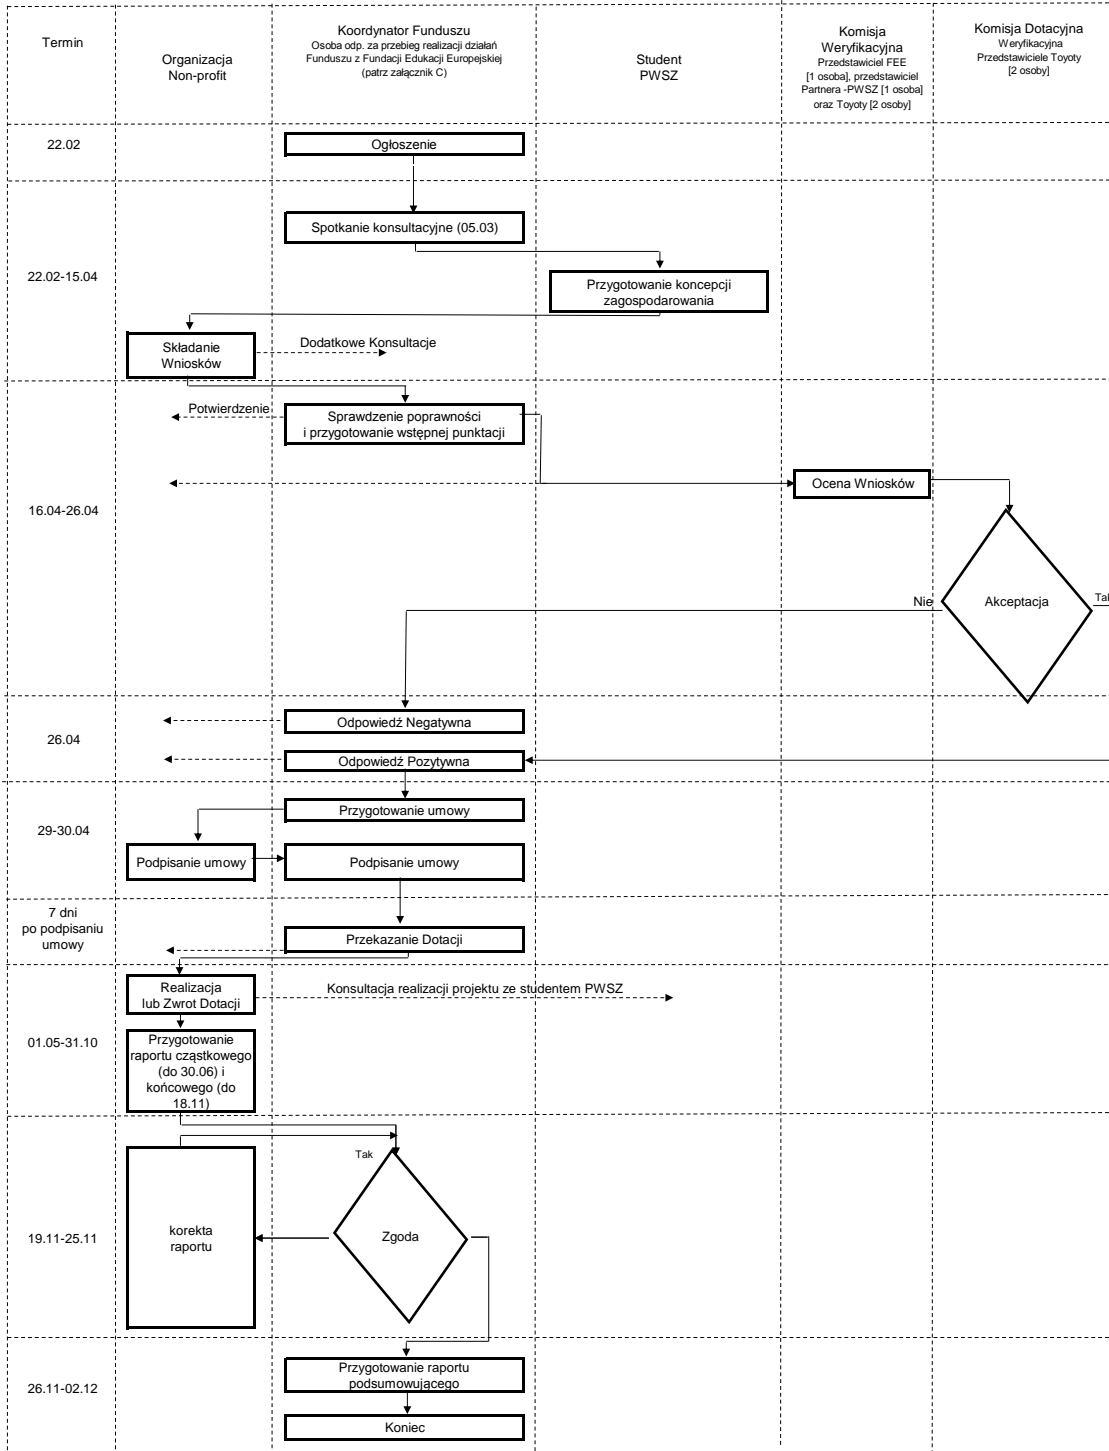 Termin
Organizacja
Non-profit
Koordynator Funduszu
Osoba odp. za przebieg realizacji działań
Funduszu z Fundacji Edukacji Europejskiej
(patrz załącznik C)
Student
PWSZ
Komisja
Weryfikacyjna
Przedstawiciel FEE
[1 osoba], przedstawiciel
Partnera -PWSZ [1 osoba]
oraz Toyoty [2 osoby]
Komisja Dotacyjna
Weryfikacyjna
Przedstawiciele Toyoty
[2 osoby]
22.02
Ogłoszenie
22.02-15.04
Spotkanie konsultacyjne (05.03)
Przygotowanie koncepcji
zagospodarowania
Składanie
Wniosków
Dodatkowe Konsultacje
16.04-26.04
Potwierdzenie
Sprawdzenie poprawności
i przygotowanie wstępnej punktacji
Ocena Wniosków
Nie
Akceptacja
Tak
26.04
Odpowiedź Negatywna
Odpowiedź Pozytywna
29-30.04
Przygotowanie umowy
Podpisanie umowy
Podpisanie umowy
7 dni
po podpisaniu
umowy
Przekazanie Dotacji
01.05-31.10
Realizacja
lub Zwrot Dotacji
Konsultacja realizacji projektu ze studentem PWSZ
Przygotowanie
raportu cząstkowego
(do 30.06) i
końcowego (do
18.11)
19.11-25.11
Tak
korekta
raportu
Zgoda
26.11-02.12
Przygotowanie raportu
podsumowującego
Koniec